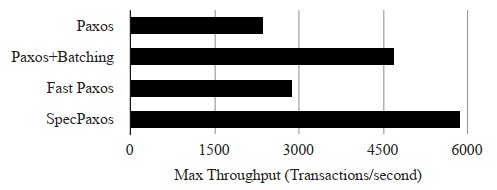 Paxos
Paxos+Batching
Fast Paxos
SpecPaxos
0 1500 3000 4500 6000
Max Throughput (Transactions/second)